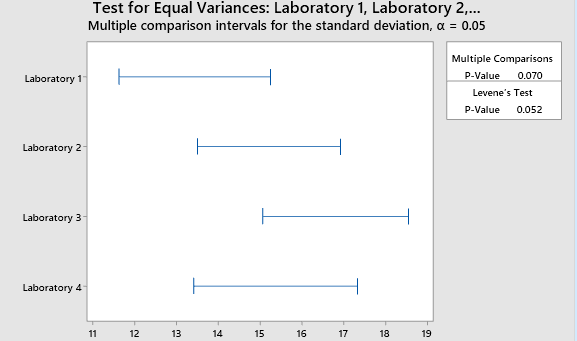 Test for Equal Variances: Laboratory 1, Laboratory 2,...
Multiple comparison intervals for the standard deviation, α = 0.05
Multiple Comparisons
P-Value 0.070
Levene's Test
P-Value 0.052
Laboratory 1
Laboratory 2
Laboratory 3
Laboratory 4
11 12 13 14 15 16 17 18 19